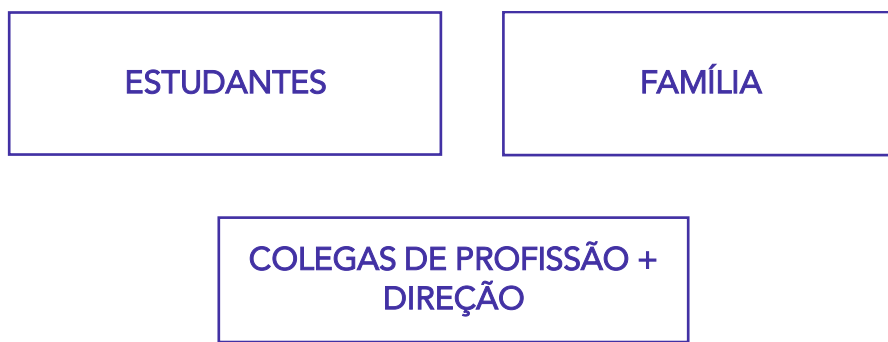 ESTUDANTES
FAMÍLIA
COLEGAS DE PROFISSÃO +
DIREÇÃO